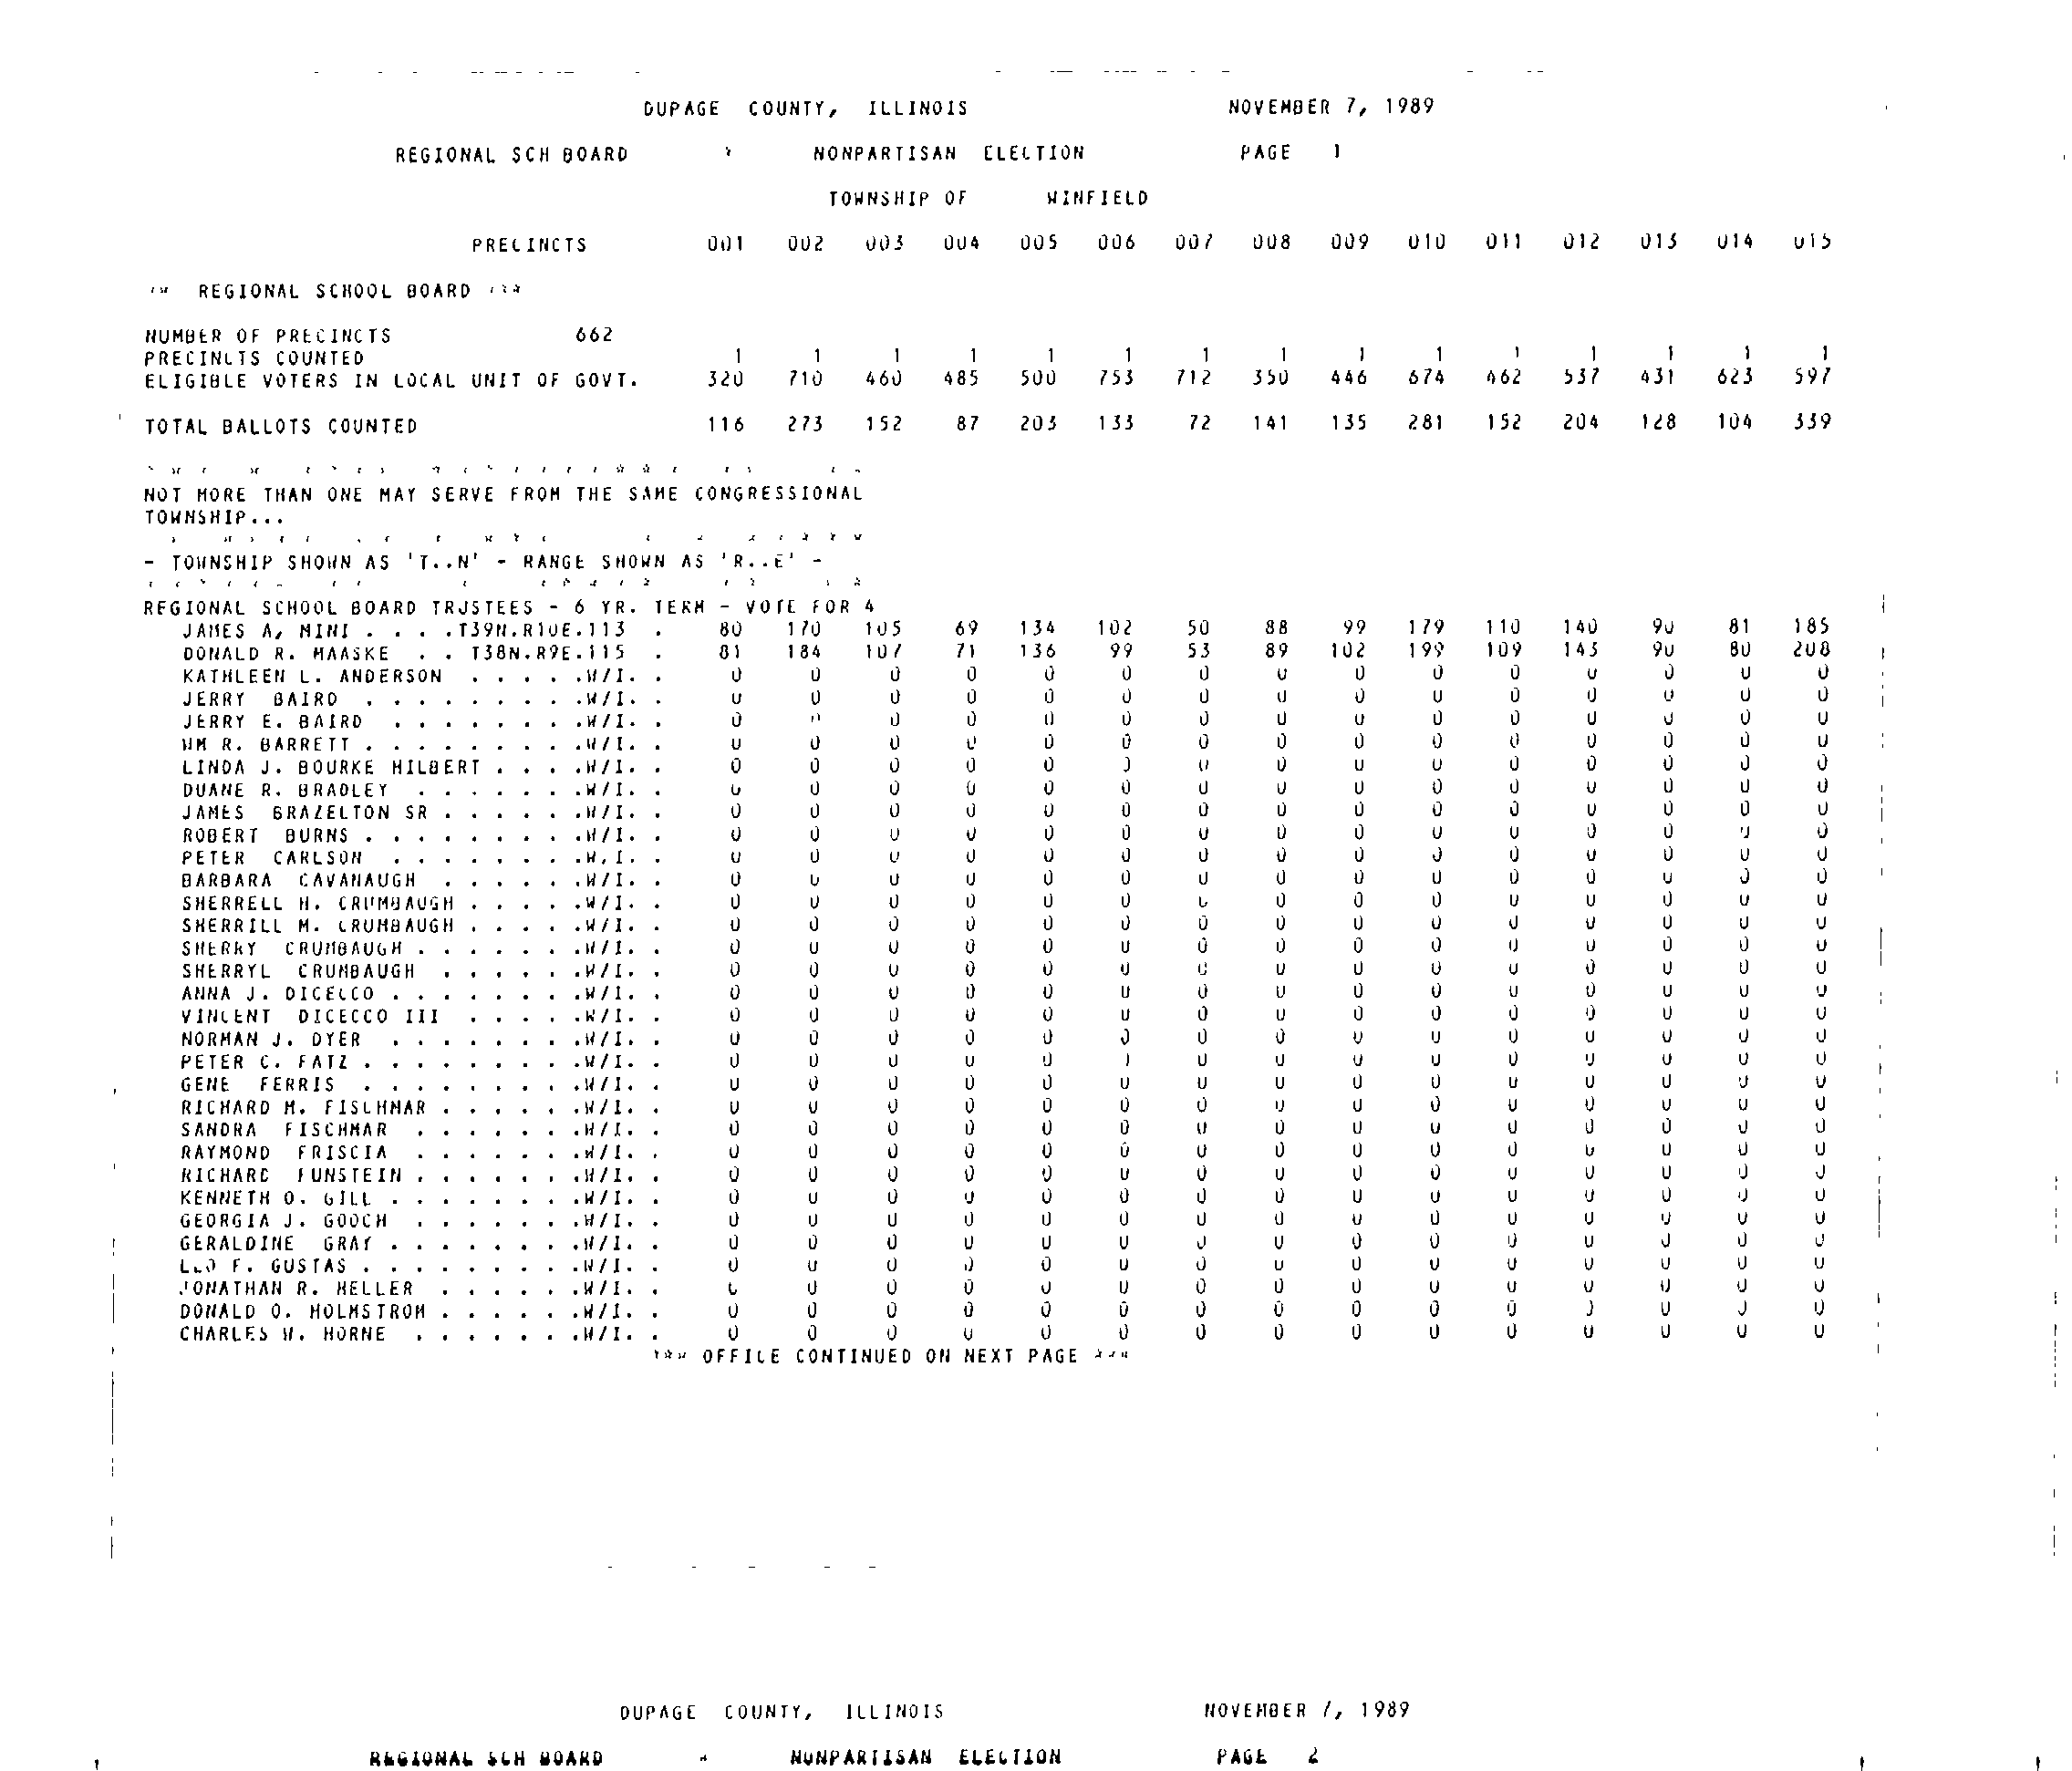 DUPAGE COUNTY, ILLINOIS NOVEMBER 7, 1989
REGIONAL SCH BOARD * NONPARTISAN ELECTION PAGE 1
TOWNSHIP OF WINFIELD
PRECINCTS 001 002 003 004 005 006 007 008 009 010 011 012 013 014 015
*** REGIONAL SCHOOL BOARD ***
NUMBER OF PRECINCTS 662
PRECINCTS COUNTED 1 1 1 1 1 1 1 1 1 1 1 1 1 1 1
ELIGIBLE VOTERS IN LOCAL UNIT OF GOVT. 320 710 460 485 500 753 712 350 446 674 462 537 431 623 597
TOTAL BALLOTS COUNTED 116 273 152 87 203 133 72 141 135 281 152 204 128 104 339
NOT MORE THAN ONE MAY SERVE FROM THE SAME CONGRESSIONAL
TOWNSHIP...
- TOWNSHIP SHOWN AS 'T..N' - RANGE SHOWN AS 'R..E' -
REGIONAL SCHOOL BOARD TRUSTEES - 6 YR. TERM - VOTE FOR 4
JAMES A. MINI . . . .T39N.R10E.113 . 80 170 105 69 134 102 50 88 99 179 110 140 90 81 185
DONALD R. MAASKE . . T38N.R9E.115 . 81 184 107 71 136 99 53 89 102 199 109 143 90 80 208
KATHLEEN L. ANDERSON . . . . .W/I. . 0 0 0 0 0 0 0 0 0 0 0 0 0 0 0
JERRY BAIRD . . . . . . . . .W/I. . 0 0 0 0 0 0 0 0 0 0 0 0 0 0 0
JERRY E. BAIRD . . . . . . . .W/I. . 0 0 0 0 0 0 0 0 0 0 0 0 0 0 0
WM R. BARRETT . . . . . . . . .W/I. . 0 0 0 0 0 0 0 0 0 0 0 0 0 0 0
LINDA J. BOURKE HILBERT . . . .W/I. . 0 0 0 0 0 0 0 0 0 0 0 0 0 0 0
DUANE R. BRADLEY . . . . . . .W/I. . 0 0 0 0 0 0 0 0 0 0 0 0 0 0 0
JAMES BRAZELTON SR . . . . . .W/I. . 0 0 0 0 0 0 0 0 0 0 0 0 0 0 0
ROBERT BURNS . . . . . . . . .W/I. . 0 0 0 0 0 0 0 0 0 0 0 0 0 0 0
PETER CARLSON . . . . . . . .W/I. . 0 0 0 0 0 0 0 0 0 0 0 0 0 0 0
BARBARA CAVANAUGH . . . . . .W/I. . 0 0 0 0 0 0 0 0 0 0 0 0 0 0 0
SHERRELL H. CRUMBAUGH . . . . .W/I. . 0 0 0 0 0 0 0 0 0 0 0 0 0 0 0
SHERRILL M. CRUMBAUGH . . . . .W/I. . 0 0 0 0 0 0 0 0 0 0 0 0 0 0 0
SHERRY CRUMBAUGH . . . . . . .W/I. . 0 0 0 0 0 0 0 0 0 0 0 0 0 0 0
SHERRYL CRUMBAUGH . . . . . .W/I. . 0 0 0 0 0 0 0 0 0 0 0 0 0 0 0
ANNA J. DICECCO . . . . . . . .W/I. . 0 0 0 0 0 0 0 0 0 0 0 0 0 0 0
VINCENT DICECCO III . . . . .W/I. . 0 0 0 0 0 0 0 0 0 0 0 0 0 0 0
NORMAN J. DYER . . . . . . . .W/I. . 0 0 0 0 0 0 0 0 0 0 0 0 0 0 0
PETER C. FATZ . . . . . . . . .W/I. . 0 0 0 0 0 1 0 0 0 0 0 0 0 0 0
GENE FERRIS . . . . . . . . .W/I. . 0 0 0 0 0 0 0 0 0 0 0 0 0 0 0
RICHARD M. FISCHMAR . . . . . .W/I. . 0 0 0 0 0 0 0 0 0 0 0 0 0 0 0
SANDRA FISCHMAR . . . . . . .W/I. . 0 0 0 0 0 0 0 0 0 0 0 0 0 0 0
RAYMOND FRISCIA . . . . . . .W/I. . 0 0 0 0 0 0 0 0 0 0 0 0 0 0 0
RICHARD FUNSTEIN . . . . . . .W/I. . 0 0 0 0 0 0 0 0 0 0 0 0 0 0 0
KENNETH O. GILL . . . . . . . .W/I. . 0 0 0 0 0 0 0 0 0 0 0 0 0 0 0
GEORGIA J. GOOCH . . . . . . .W/I. . 0 0 0 0 0 0 0 0 0 0 0 0 0 0 0
GERALDINE GRAY . . . . . . . .W/I. . 0 0 0 0 0 0 0 0 0 0 0 0 0 0 0
LEO F. GUSTAS . . . . . . . . .W/I. . 0 0 0 0 0 0 0 0 0 0 0 0 0 0 0
JONATHAN R. HELLER . . . . . .W/I. . 0 0 0 0 0 0 0 0 0 0 0 0 0 0 0
DONALD O. HOLMSTROM . . . . . .W/I. . 0 0 0 0 0 0 0 0 0 0 0 0 0 0 0
CHARLES W. HORNE . . . . . . .W/I. . 0 0 0 0 0 0 0 0 0 0 0 0 0 0 0
*** OFFICE CONTINUED ON NEXT PAGE ***
DUPAGE COUNTY, ILLINOIS NOVEMBER 7, 1989
REGIONAL SCH BOARD * NONPARTISAN ELECTION PAGE 2